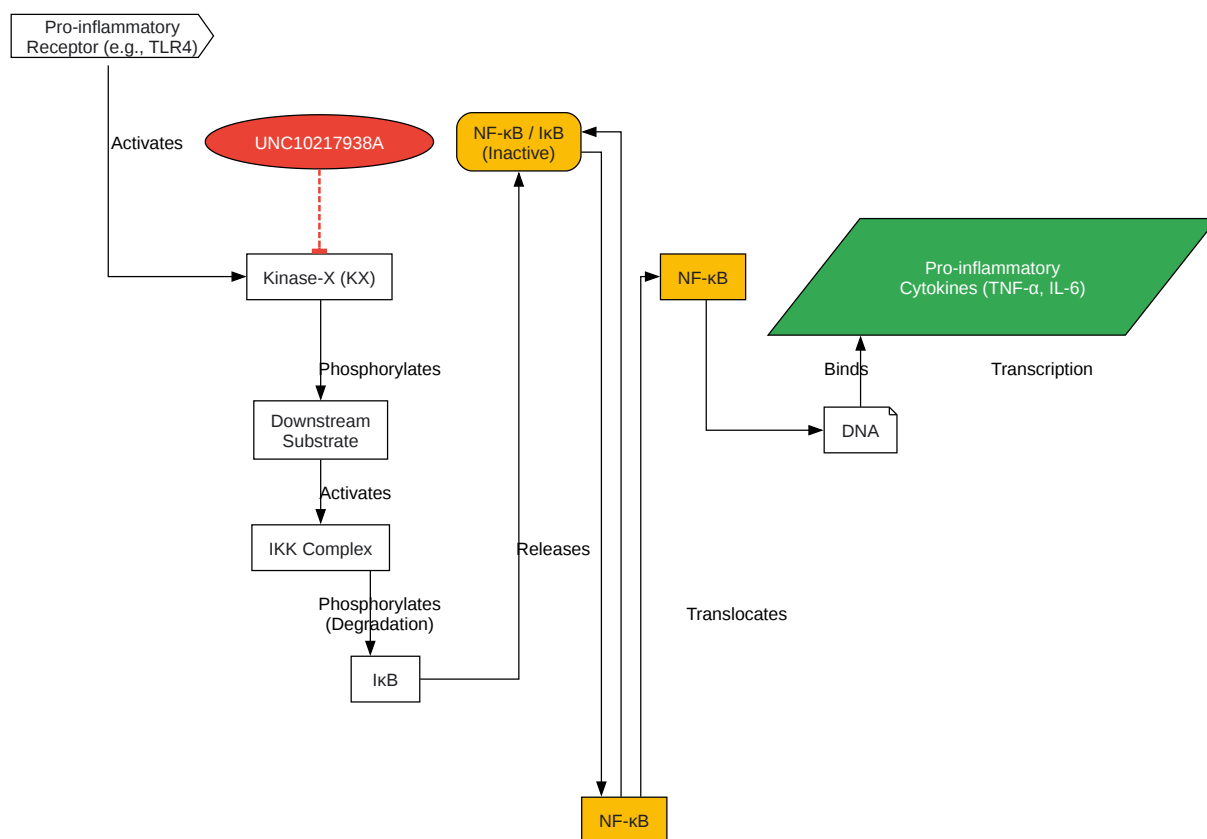 Pro-inflammatory
Receptor (e.g., TLR4)
Activates
UNC10217938A
NF-κB / IκB
(Inactive)
Kinase-X (KX)
NF-κB
Pro-inflammatory
Cytokines (TNF-α, IL-6)
Phosphorylates
Binds
Transcription
Downstream
Substrate
DNA
Activates
IKK Complex
Releases
Phosphorylates
(Degradation)
Translocates
IκB
NF-κB